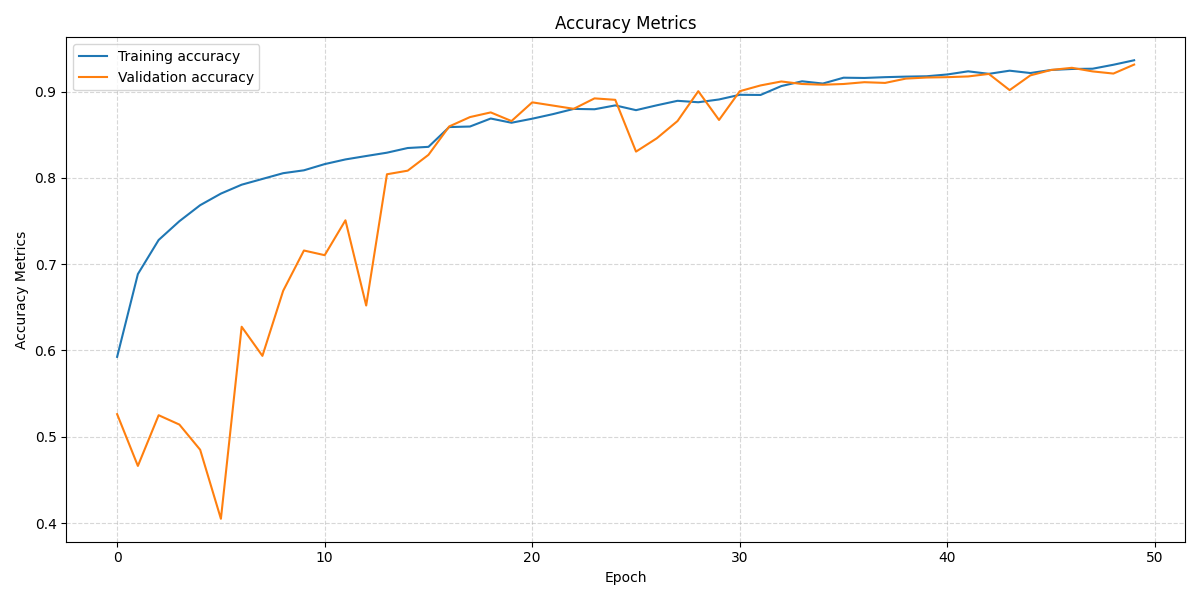 Accuracy Metrics
Training accuracy
Validation accuracy
Accuracy Metrics
0.9
0.8
0.7
0.6
0.5
0.4
0 10 20 30 40 50
Epoch